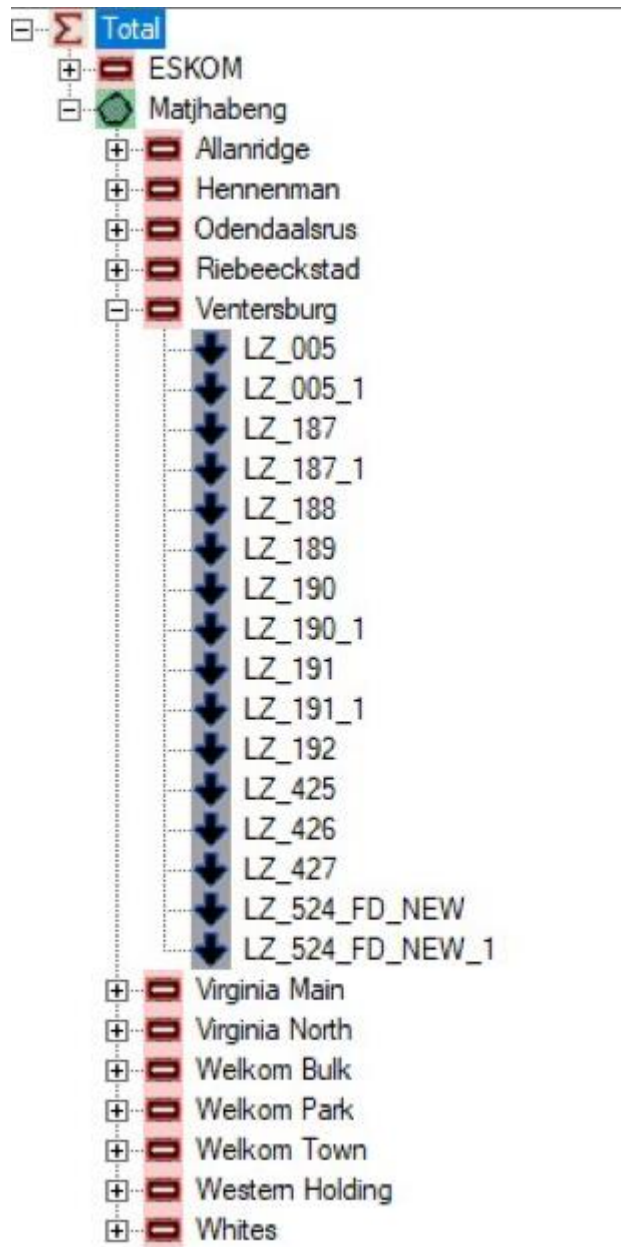 Total
ESKOM
Matjhabeng
Allanridge
Hennenman
Odendaalsrus
Riebeeckstad
Ventersburg
LZ_005
LZ_005_1
LZ_187
LZ_187_1
LZ_188
LZ_189
LZ_190
LZ_190_1
LZ_191
LZ_191_1
LZ_192
LZ_425
LZ_426
LZ_427
LZ_524_FD_NEW
LZ_524_FD_NEW_1
Virginia Main
Virginia North
Welkom Bulk
Welkom Park
Welkom Town
Western Holding
Whites